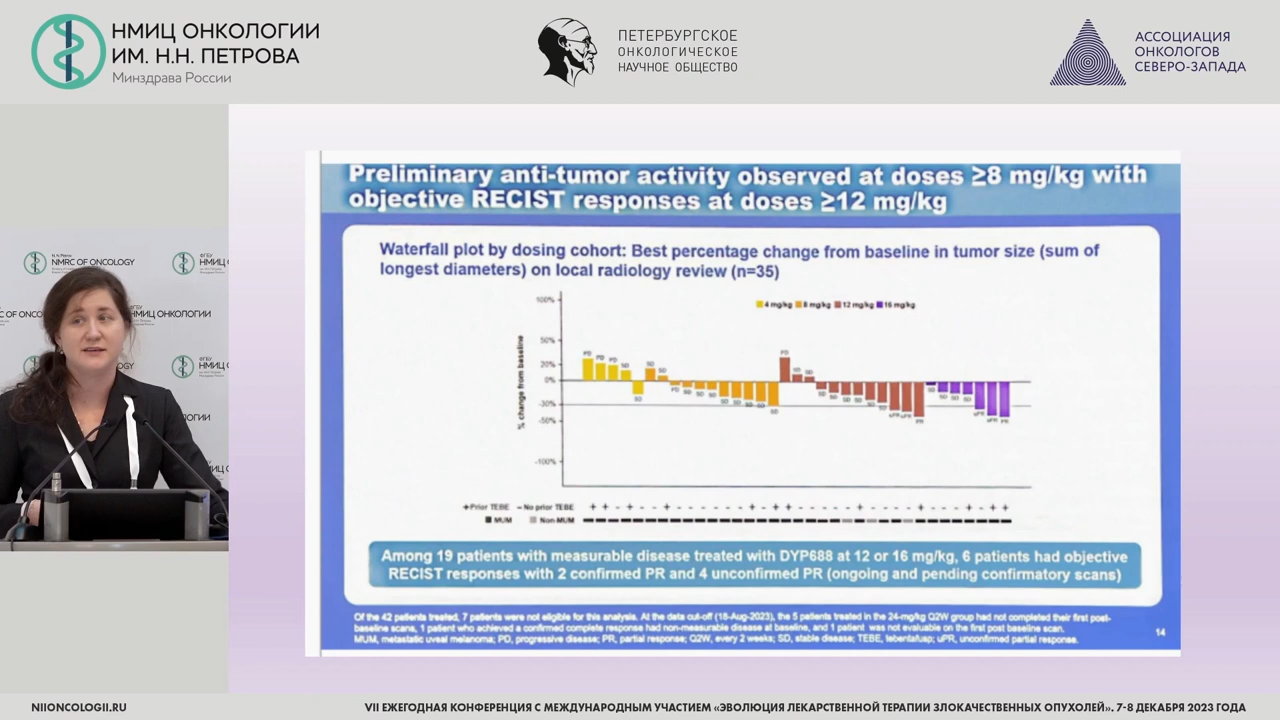 НМИЦ ОНКОЛОГИИ
ИМ. Н.Н. ПЕТРОВА
Минздрава России
ПЕТЕРБУРГСКОЕ
ОНКОЛОГИЧЕСКОЕ
НАУЧНОЕ ОБЩЕСТВО
АССОЦИАЦИЯ
ОНКОЛОГОВ
СЕВЕРО-ЗАПАДА
NMRC OF ONCOLOGY
НМИЦ ОНКОЛОГИИ
Preliminary anti-tumor activity observed at doses ≥8 mg/kg with
objective RECIST responses at doses ≥12 mg/kg
Waterfall plot by dosing cohort: Best percentage change from baseline in tumor size (sum of
longest diameters) on local radiology review (n=35)
4 mg/kg 8 mg/kg 12 mg/kg 16 mg/kg
% change from baseline
100%
50%
20%
0%
-30%
-50%
-100%
+Prior TEBE – No prior TEBE
MUM Non-MUM
Among 19 patients with measurable disease treated with DYP688 at 12 or 16 mg/kg, 6 patients had objective
RECIST responses with 2 confirmed PR and 4 unconfirmed PR (ongoing and pending confirmatory scans)
Of the 42 patients treated, 7 patients were not eligible for this analysis. At the data cut-off (18-Aug-2023), the 5 patients treated in the 24-mg/kg Q2W group had not completed their first post-
baseline scans, 1 patient who achieved a confirmed complete response had non-measurable disease at baseline, and 1 patient was not evaluable on the first post baseline scan.
MUM, metastatic uveal melanoma; PD, progressive disease; PR, partial response; Q2W, every 2 weeks; SD, stable disease; TEBE, tebentafusp; uPR, unconfirmed partial response.
14
NIIONCOLOGII.RU
VII ЕЖЕГОДНАЯ КОНФЕРЕНЦИЯ С МЕЖДУНАРОДНЫМ УЧАСТИЕМ «ЭВОЛЮЦИЯ ЛЕКАРСТВЕННОЙ ТЕРАПИИ ЗЛОКАЧЕСТВЕННЫХ ОПУХОЛЕЙ». 7-8 ДЕКАБРЯ 2023 ГОДА